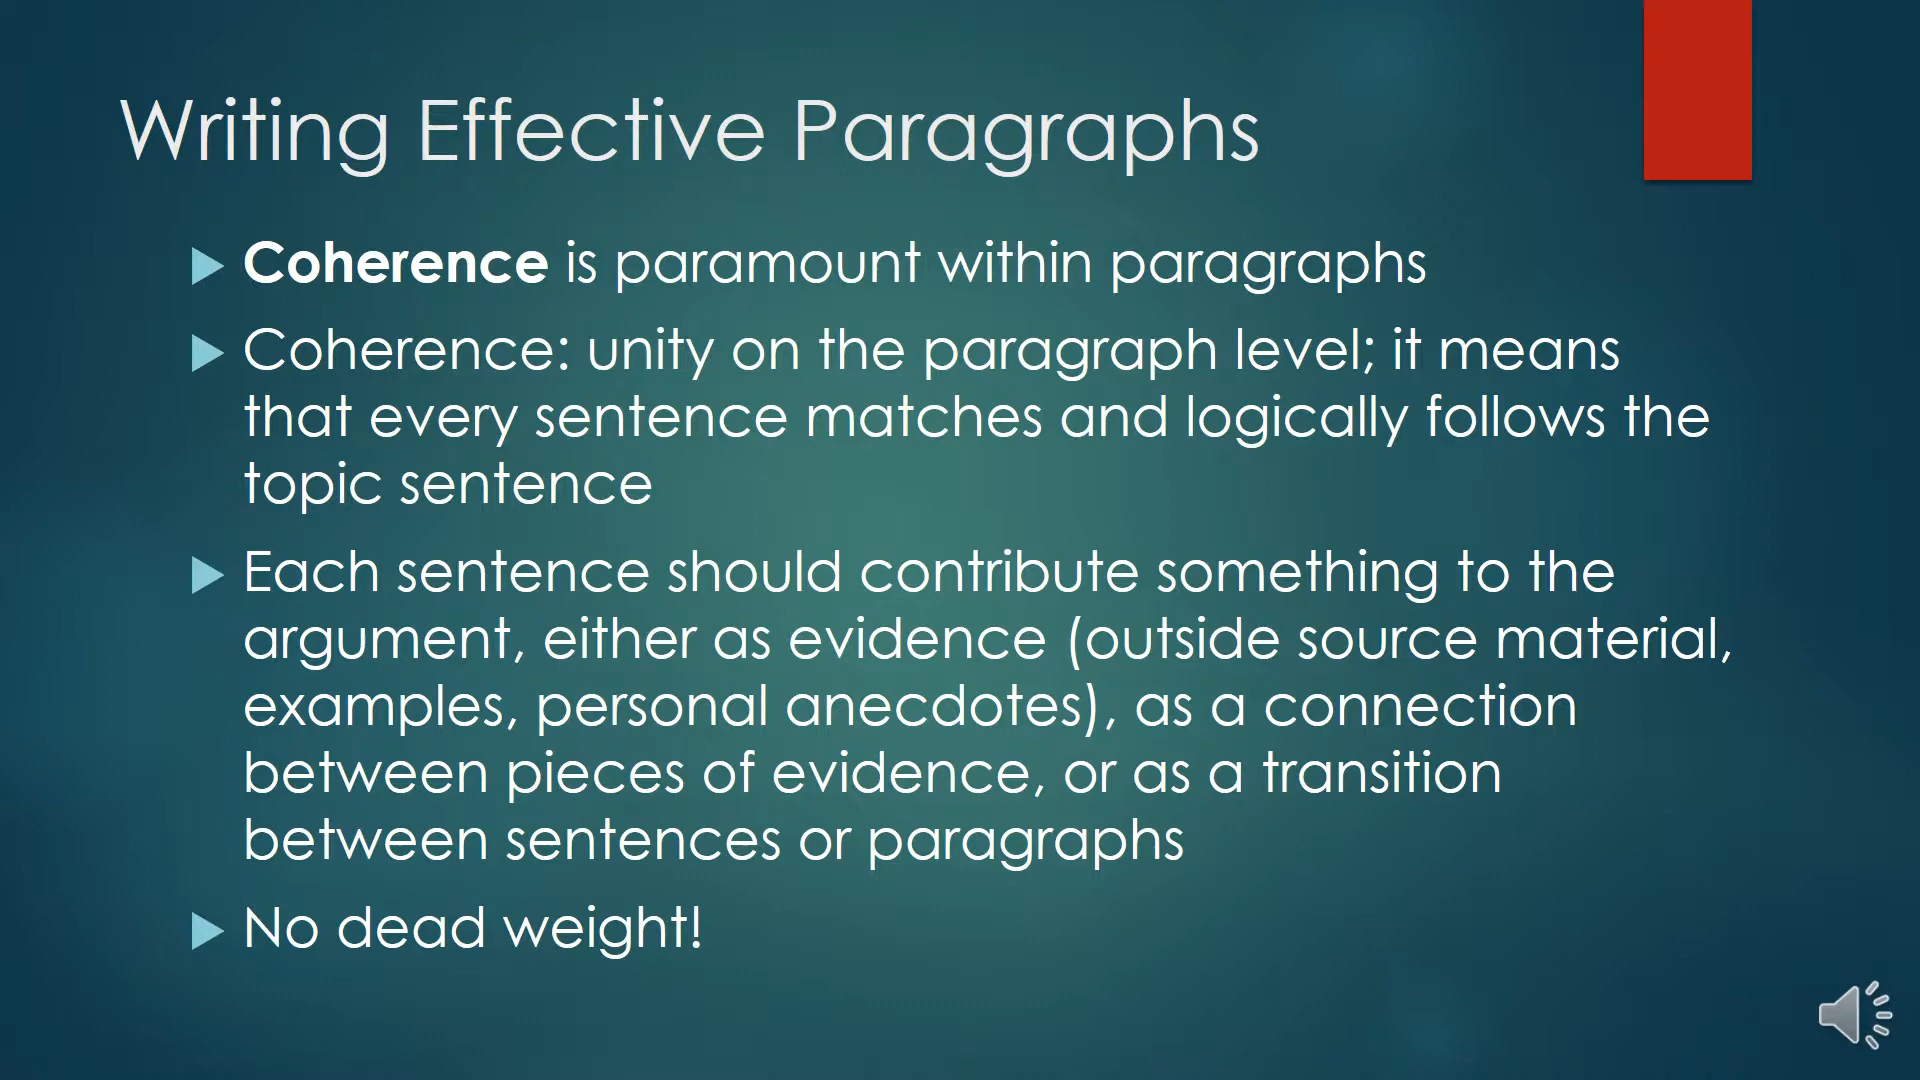 Writing Effective Paragraphs
Coherence is paramount within paragraphs
Coherence: unity on the paragraph level; it means
that every sentence matches and logically follows the
topic sentence
Each sentence should contribute something to the
argument, either as evidence (outside source material,
examples, personal anecdotes), as a connection
between pieces of evidence, or as a transition
between sentences or paragraphs
No dead weight!